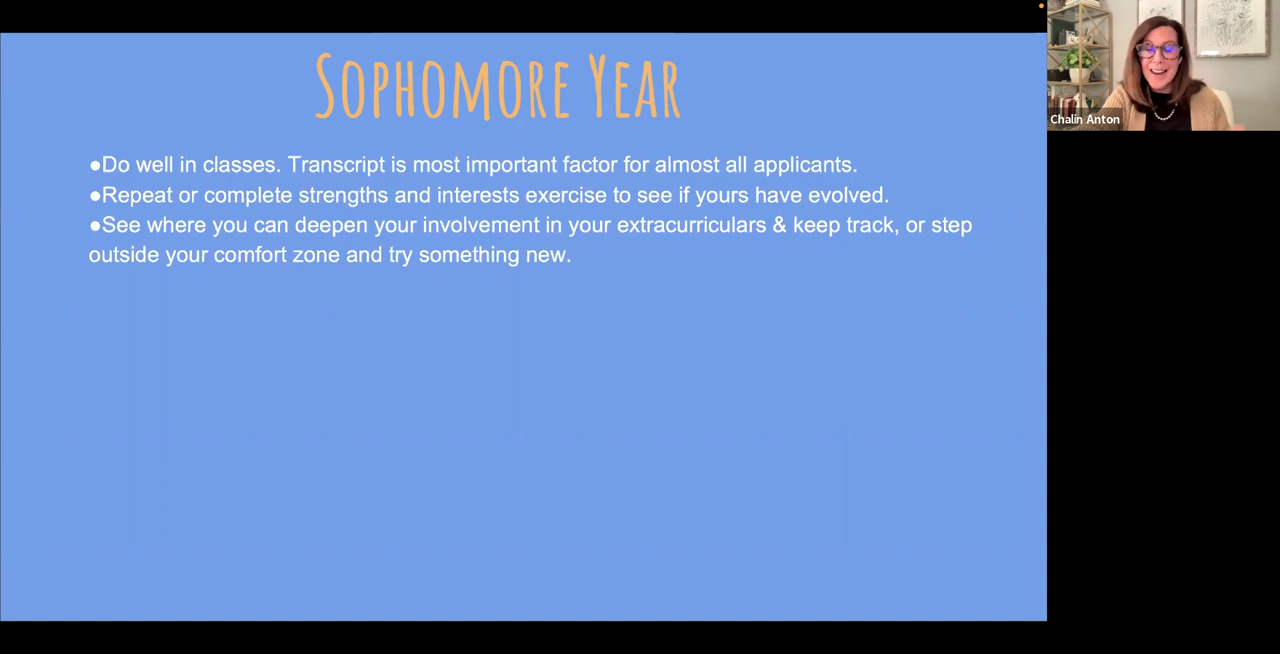 Sophomore Year
●Do well in classes. Transcript is most important factor for almost all applicants.
●Repeat or complete strengths and interests exercise to see if yours have evolved.
●See where you can deepen your involvement in your extracurriculars & keep track, or step
outside your comfort zone and try something new.
Chalin Anton